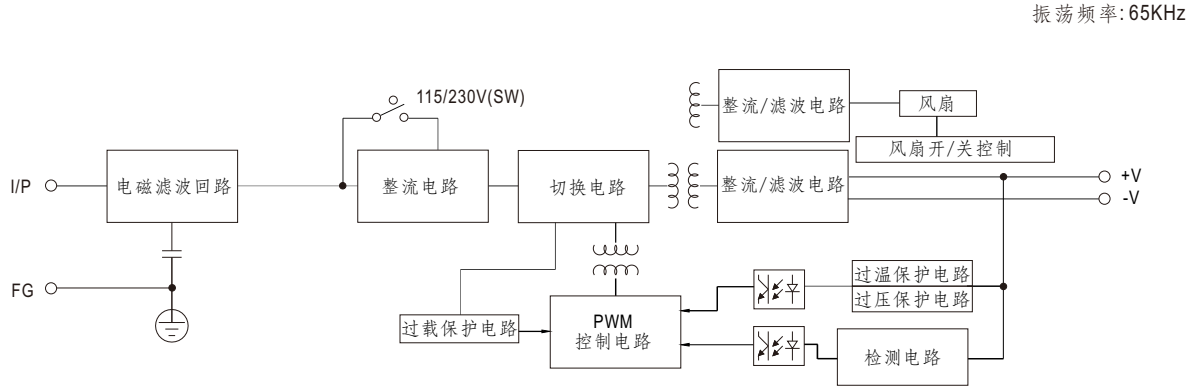 振荡频率:65KHz
115/230V(SW)
整流/滤波电路
风扇
风扇开/关控制
I/P
电磁滤波回路
整流电路
切换电路
整流/滤波电路
+V
-V
FG
过温保护电路
过压保护电路
过载保护电路
PWM
控制电路
检测电路